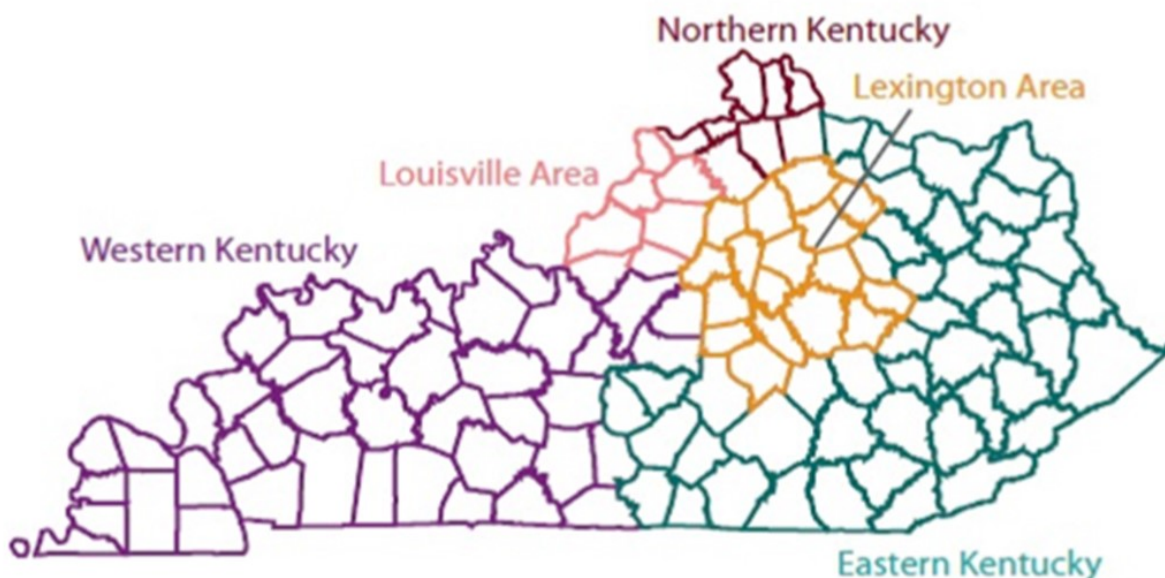 Northern Kentucky
Lexington Area
Louisville Area
Western Kentucky
Eastern Kentucky